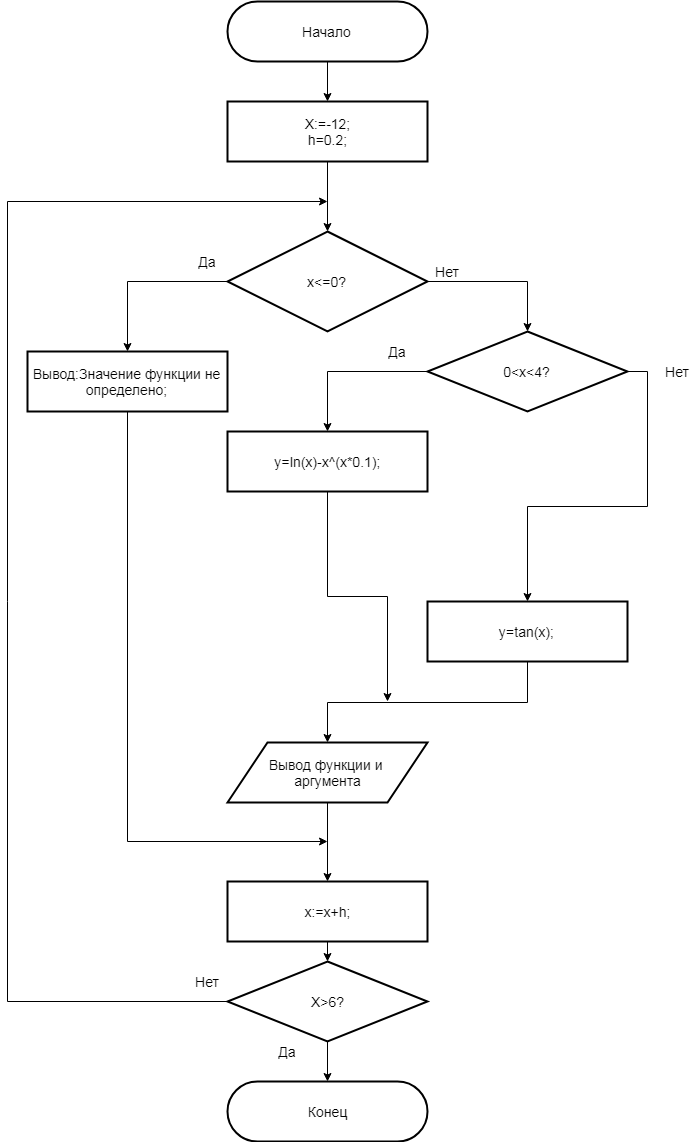 Начало
X:=-12;
h=0.2;
x<=0?
Да
Нет
Вывод:Значение функции не
определено;
0<x<4?
Да
Нет
y=ln(x)-x^(x*0.1);
y=tan(x);
Вывод функции и
аргумента
x:=x+h;
X>6?
Нет
Да
Конец